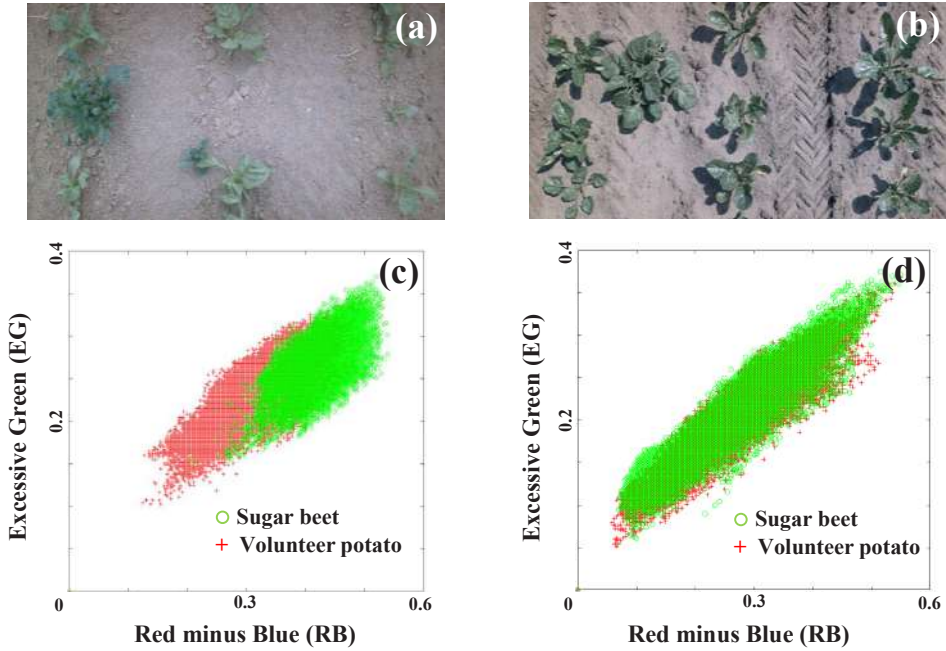 (a)
(b)
(c)
0.4
0.2
0
0.3
0.6
Excessive Green (EG)
Red minus Blue (RB)
Sugar beet
Volunteer potato
(d)
0.4
0.2
0
0.3
0.6
Excessive Green (EG)
Red minus Blue (RB)
Sugar beet
Volunteer potato